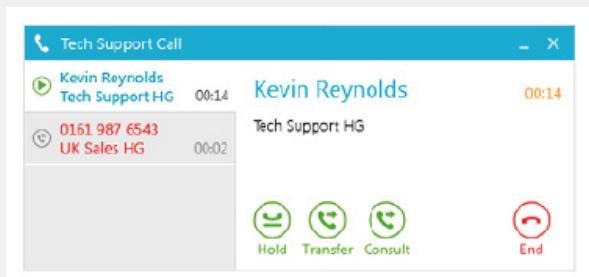 Tech Support Call
Kevin Reynolds
Tech Support HG 00:14
0161 987 6543
UK Sales HG 00:02
Kevin Reynolds 00:14
Tech Support HG
Hold Transfer Consult End